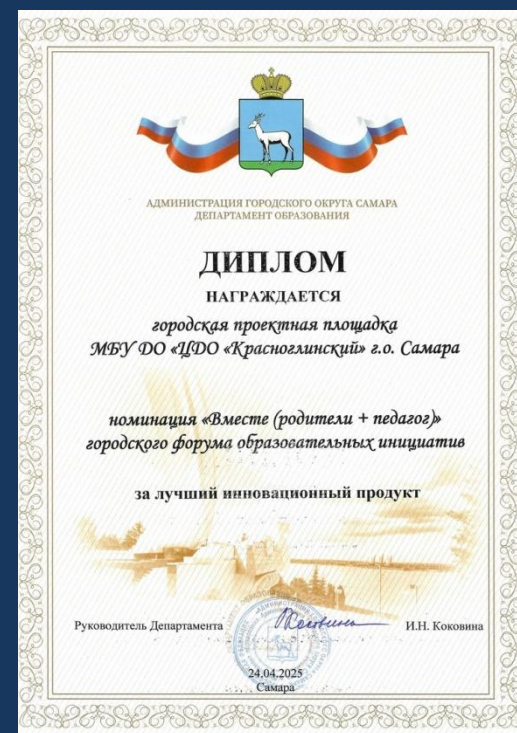 АДМИНИСТРАЦИЯ ГОРОДСКОГО ОКРУГА САМАРА
ДЕПАРТАМЕНТ ОБРАЗОВАНИЯ
ДИПЛОМ
НАГРАЖДАЕТСЯ
городская проектная площадка
МБУ ДО «ЦДО «Красноглинский» г.о. Самара
номинация «Вместе (родители + педагог)»
городского форума образовательных инициатив
за лучший инновационный продукт
Руководитель Департамента
И.Н. Коковина
24.04.2025
Самара